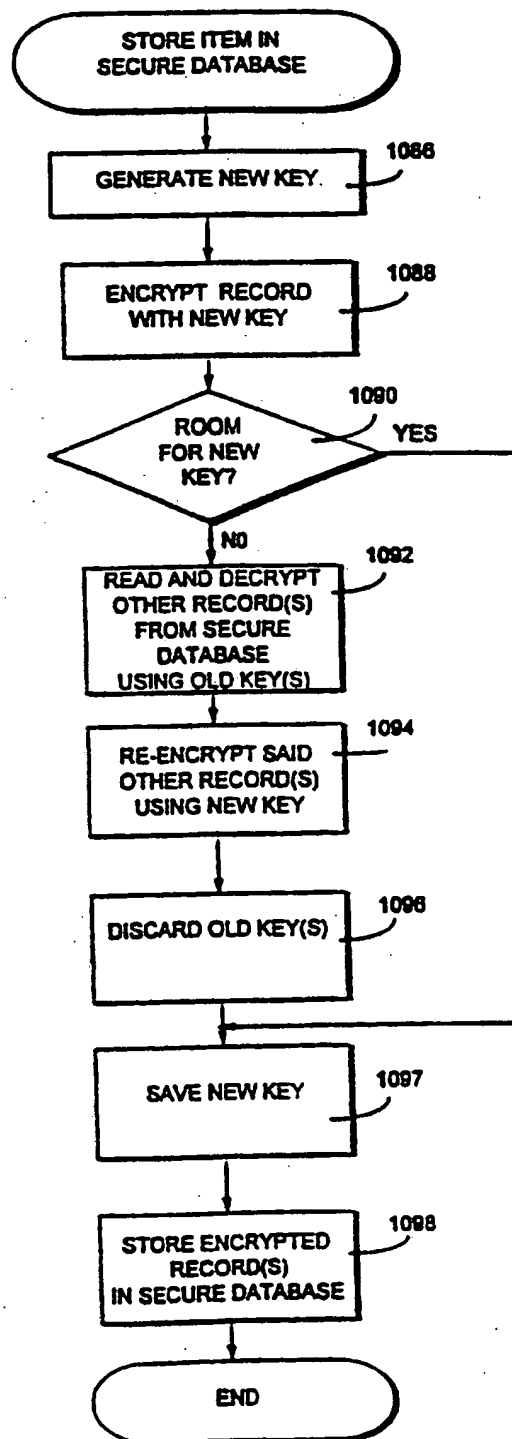 STORE ITEM IN
SECURE DATABASE
1086
GENERATE NEW KEY
1088
ENCRYPT RECORD
WITH NEW KEY
1090
ROOM
FOR NEW
KEY?
YES
NO
1092
READ AND DECRYPT
OTHER RECORD(S)
FROM SECURE
DATABASE
USING OLD KEY(S)
1094
RE-ENCRYPT SAID
OTHER RECORD(S)
USING NEW KEY
1096
DISCARD OLD KEY(S)
1097
SAVE NEW KEY
1098
STORE ENCRYPTED
RECORD(S)
IN SECURE DATABASE
END